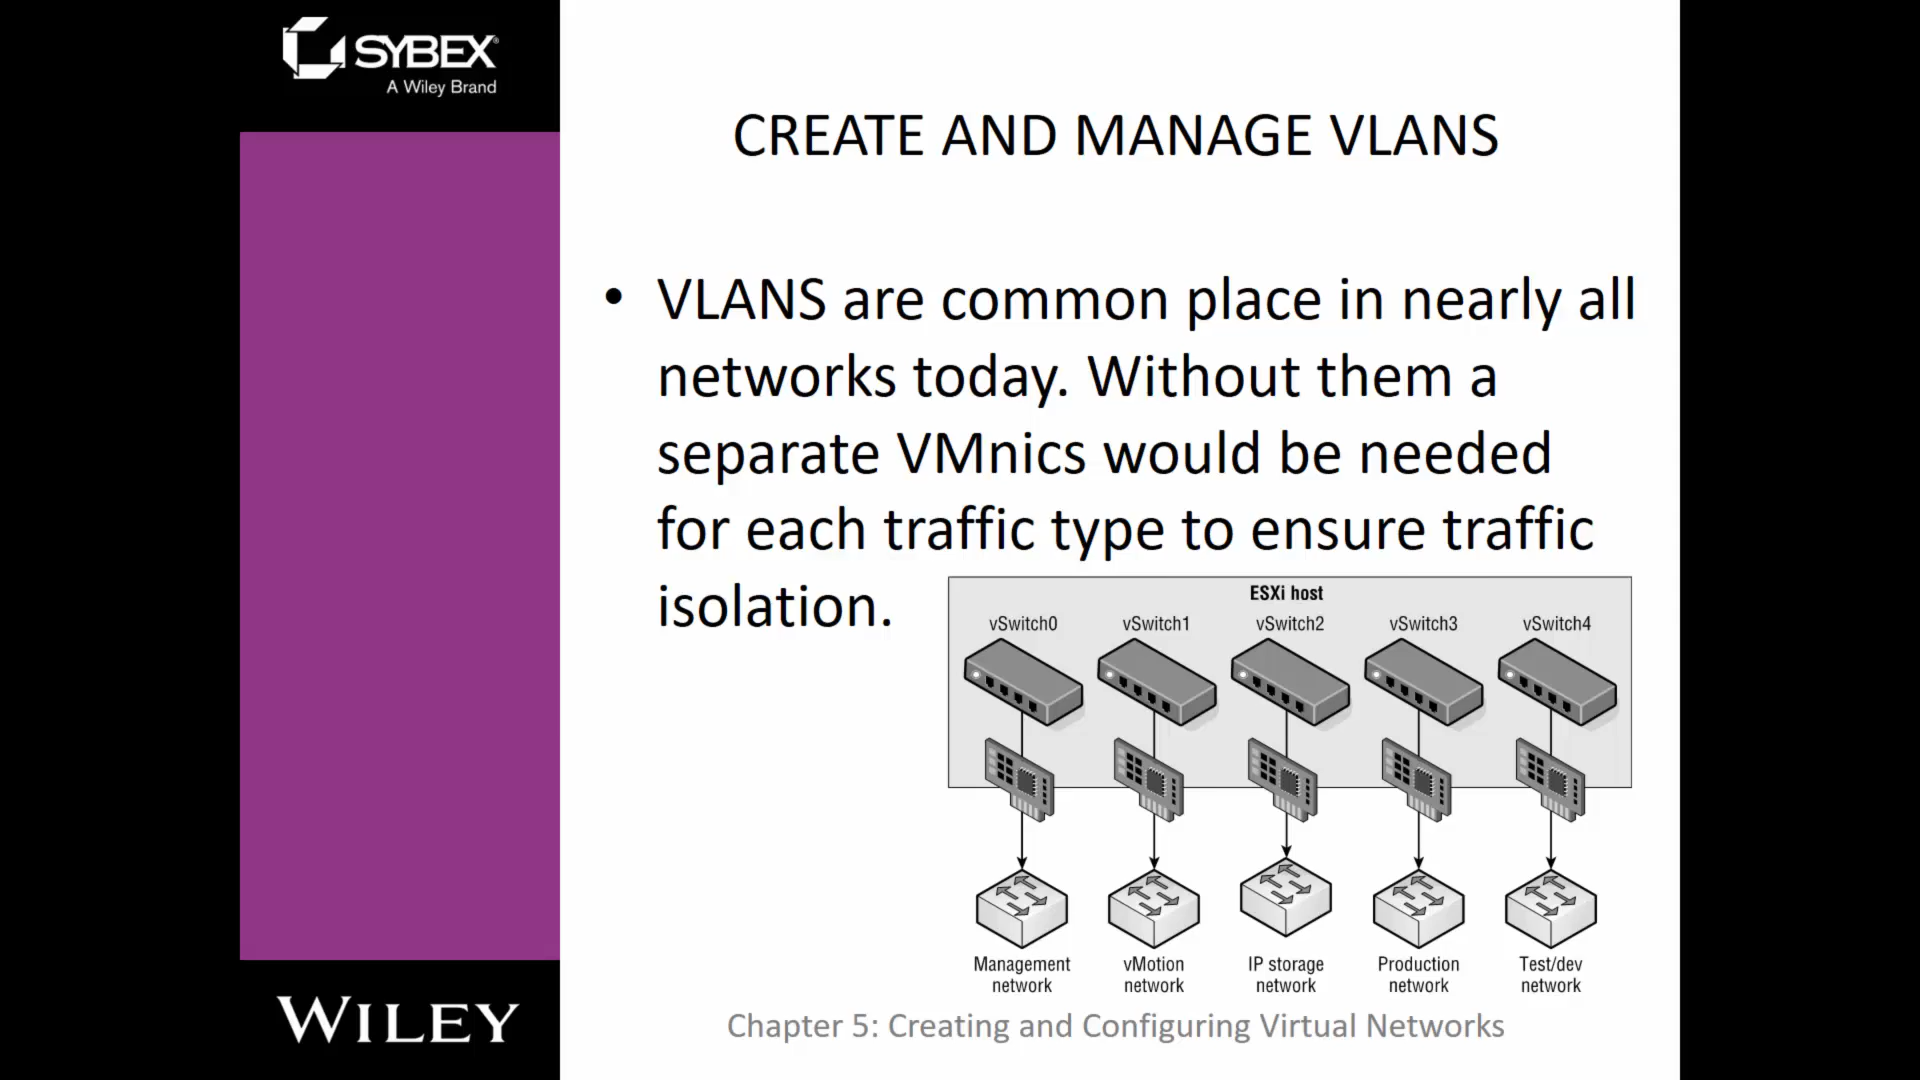 SYBEX®
A Wiley Brand
CREATE AND MANAGE VLANS
• VLANS are common place in nearly all
networks today. Without them a
separate VMnics would be needed
for each traffic type to ensure traffic
isolation.
ESXi host
vSwitch0 vSwitch1 vSwitch2 vSwitch3 vSwitch4
Management vMotion IP storage Production Test/dev
network network network network network
Chapter 5: Creating and Configuring Virtual Networks
WILEY